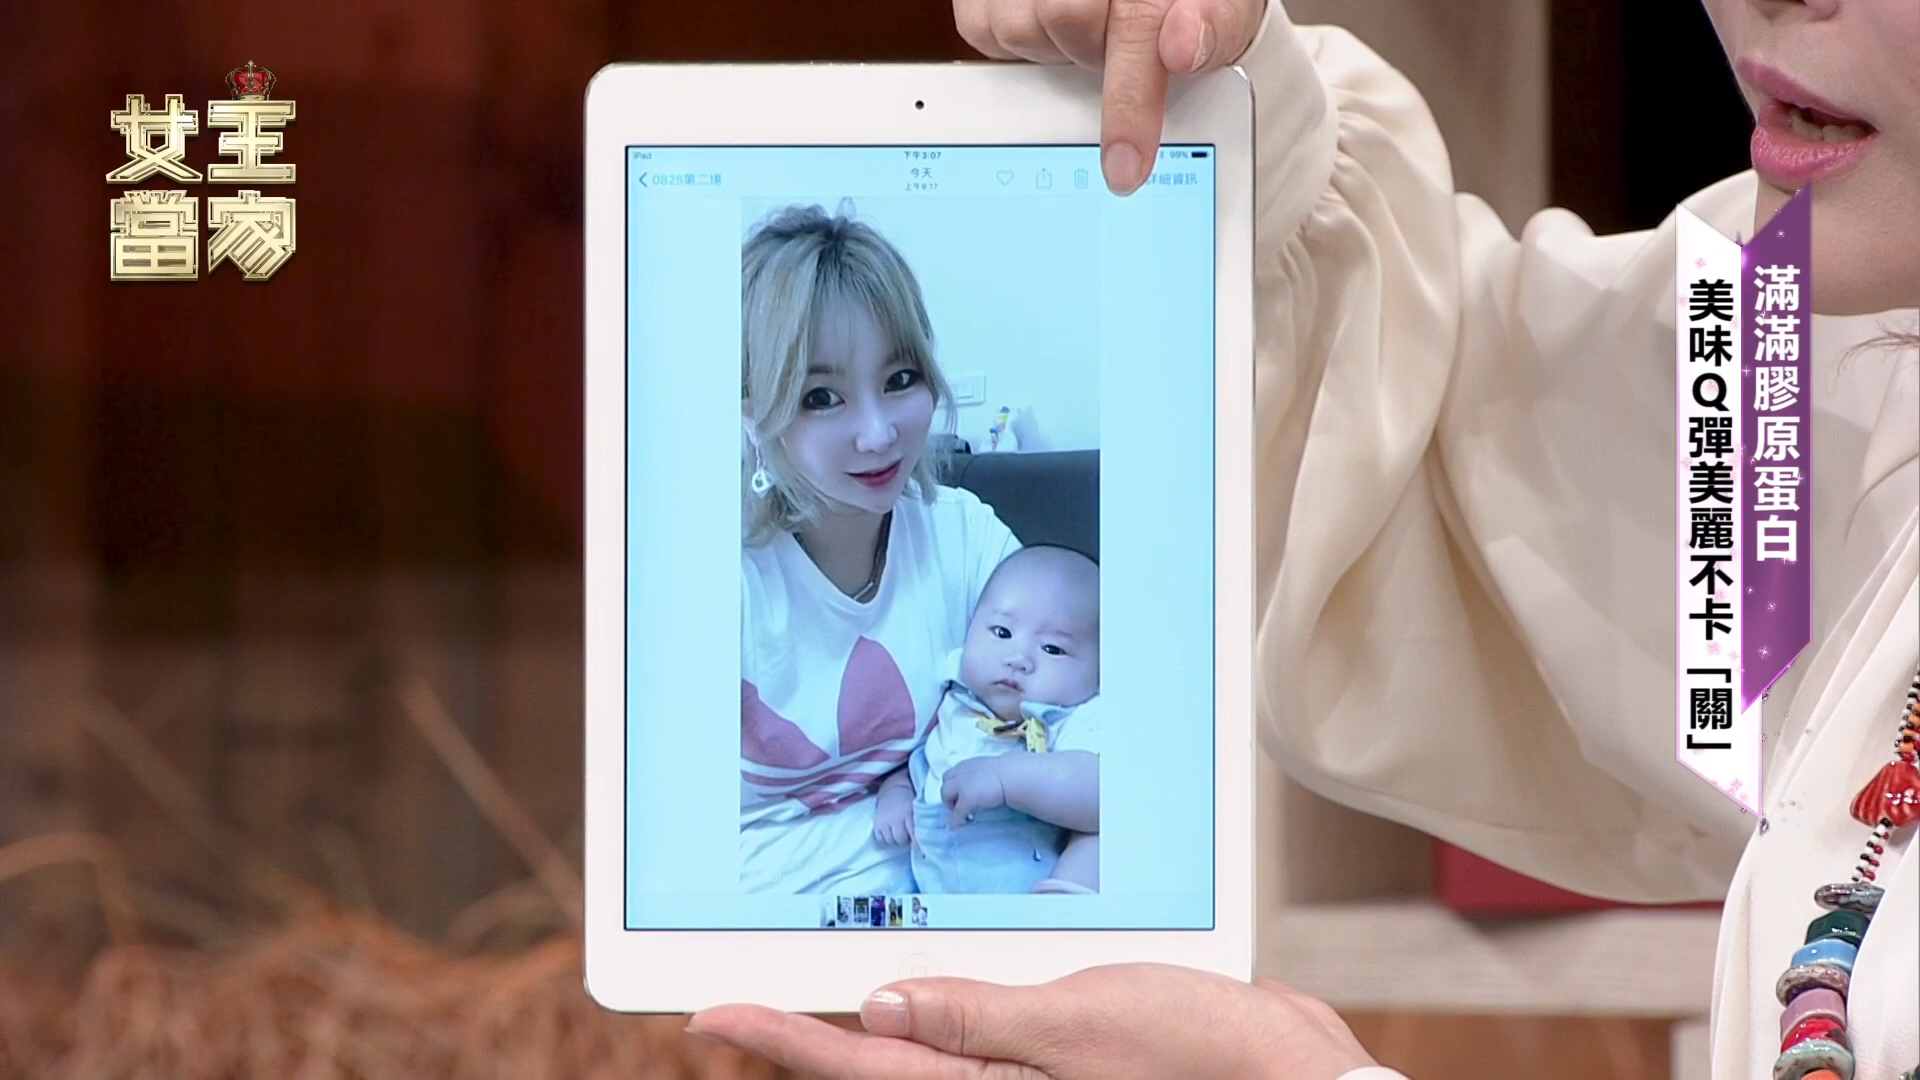 女王
當家
iPad
下午3:07
99%
0825第二場
今天
上午9:17
詳細資訊
滿滿膠原蛋白
美味Q彈美麗不卡「關」